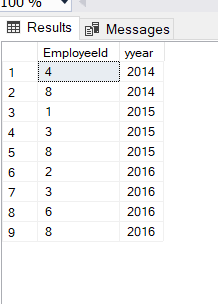 100 %
Results Messages
EmployeeId yyear
1 4 2014
2 8 2014
3 1 2015
4 3 2015
5 8 2015
6 2 2016
7 3 2016
8 6 2016
9 8 2016